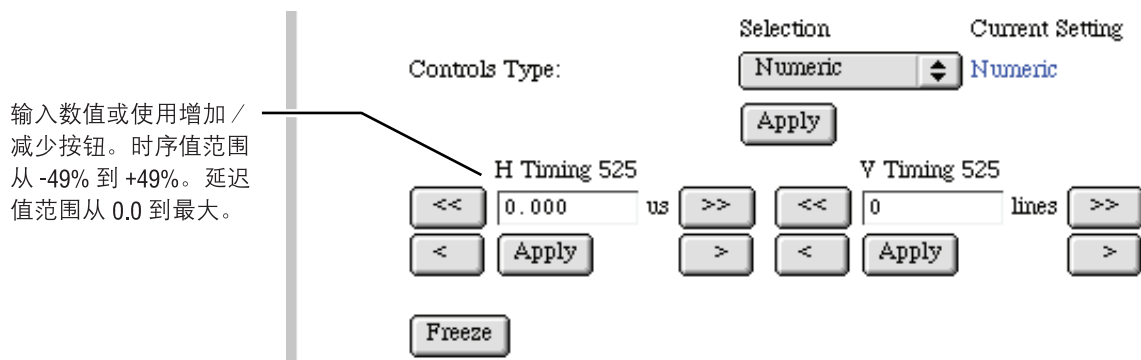 Selection Current Setting
Controls Type: Numeric Numeric
Apply
输入数值或使用增加／
减少按钮。时序值范围
从 -49% 到 +49%。延迟
值范围从 0.0 到最大。
H Timing 525 V Timing 525
<< 0.000 us >> << 0 lines >>
< Apply > < Apply >
Freeze